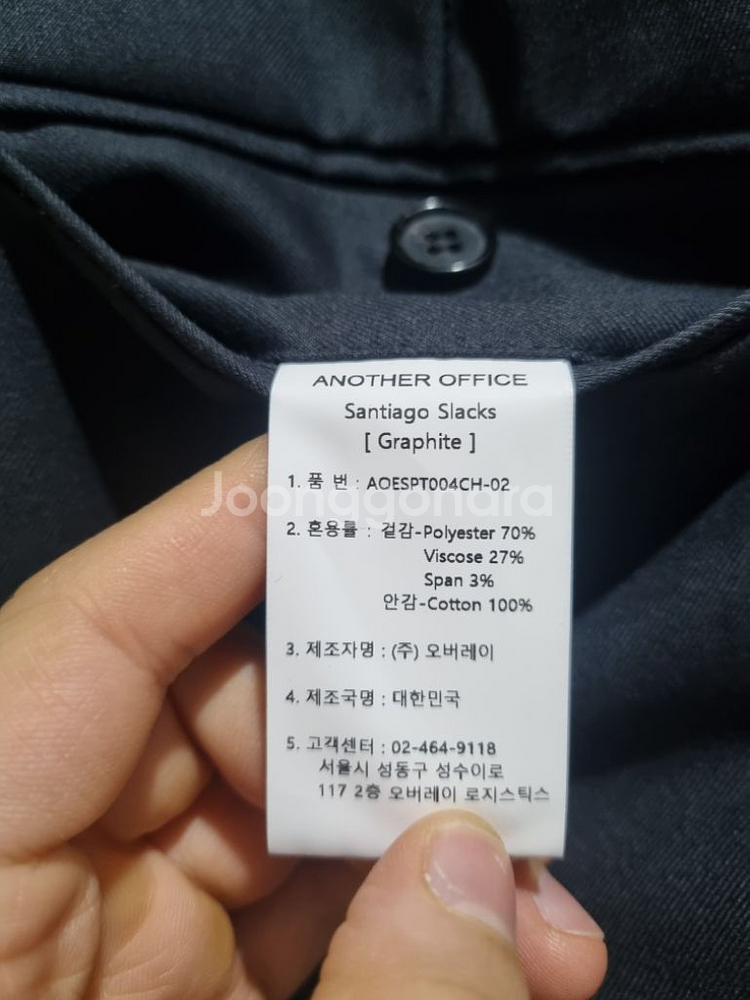 ANOTHER OFFICE
Santiago Slacks
[ Graphite ]
1. 품 번 : AOESPT004CH-02
Joonggonara
2. 혼용률 : 겉감-Polyester 70%
Viscose 27%
Span 3%
안감-Cotton 100%
3. 제조자명 : (주) 오버레이
4. 제조국명 : 대한민국
5. 고객센터 : 02-464-9118
서울시 성동구 성수이로
117 2층 오버레이 로지스틱스